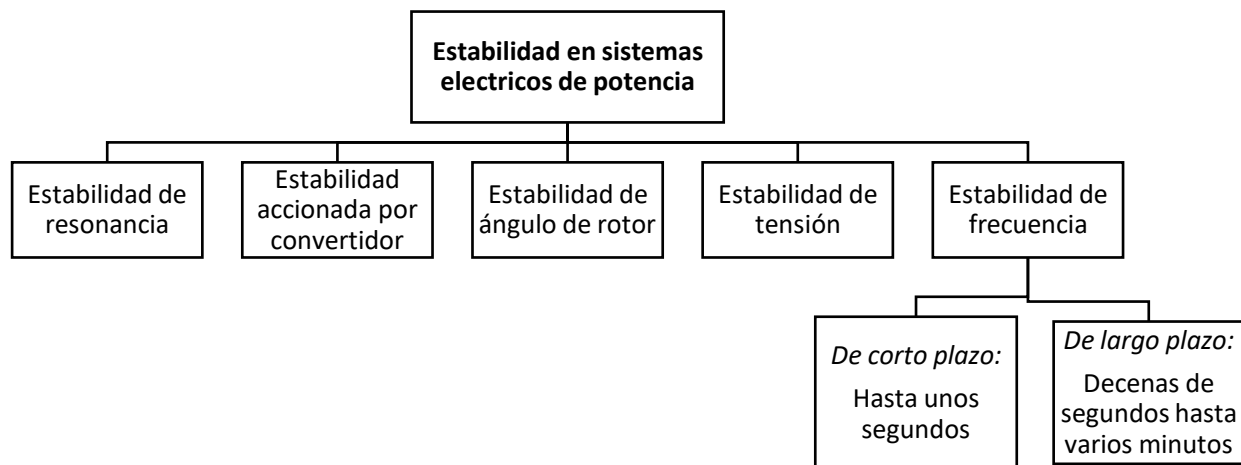 Estabilidad en sistemas
electricos de potencia
Estabilidad de
resonancia
Estabilidad
accionada por
convertidor
Estabilidad de
ángulo de rotor
Estabilidad de
tensión
Estabilidad de
frecuencia
De corto plazo:
Hasta unos
segundos
De largo plazo:
Decenas de
segundos hasta
varios minutos